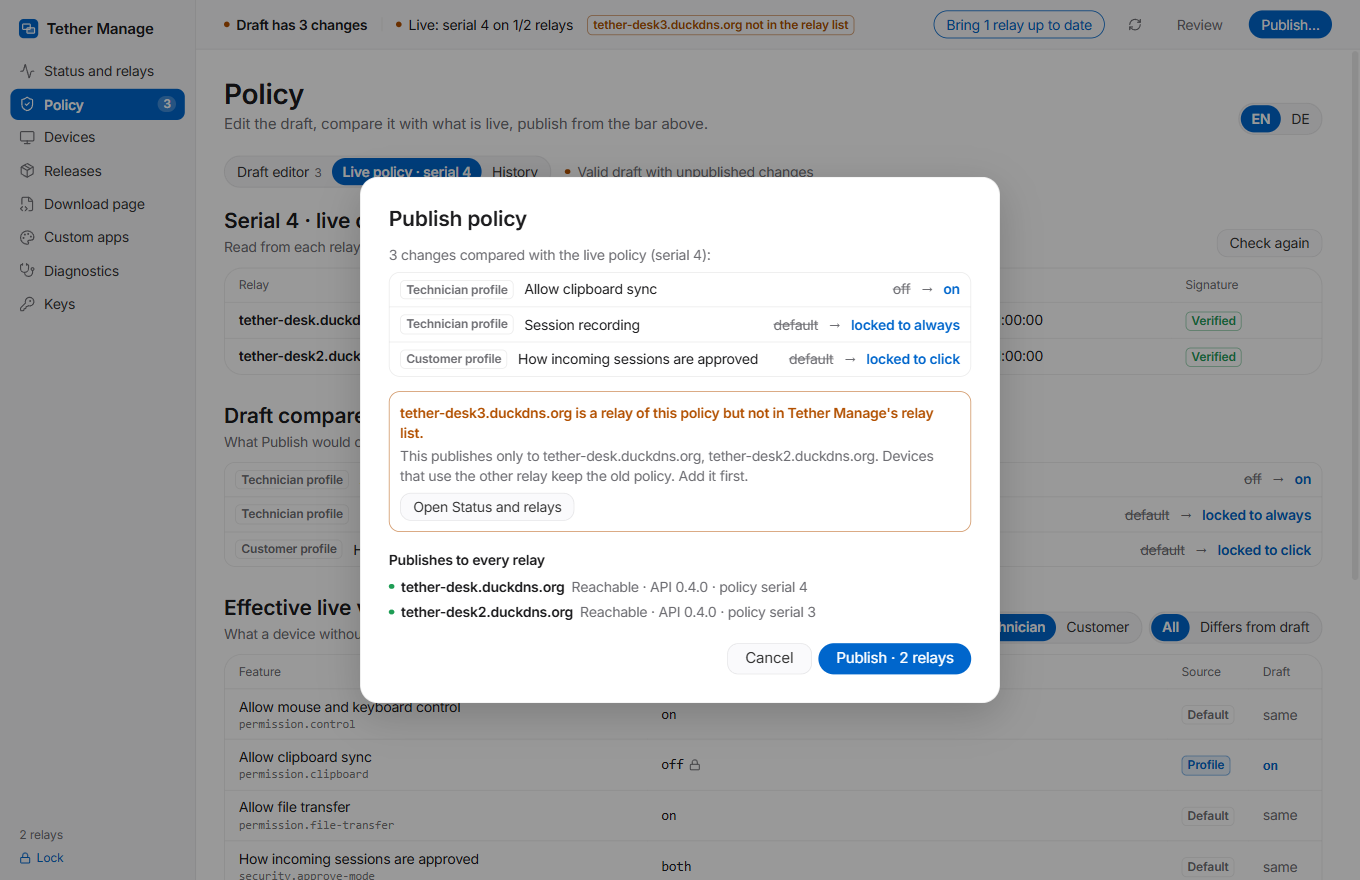 Tether Manage
Draft has 3 changes
Live: serial 4 on 1/2 relays
tether-desk3.duckdns.org not in the relay list
Bring 1 relay up to date
Review
Publish...
Status and relays
Policy 3
Devices
Releases
Download page
Custom apps
Diagnostics
Keys
2 relays
Lock
Policy
Edit the draft, compare it with what is live, publish from the bar above.
EN DE
Draft editor 3
Live policy · serial 4
History
Valid draft with unpublished changes
Serial 4 · live
Read from each relay
Check again
Relay
Signature
:00:00
Verified
tether-desk2
:00:00
Verified
Draft
What Publish would
Technician profile
off → on
Technician profile
default → locked to always
Customer profile
default → locked to click
Effective live
What a device
Customer
All
Differs from draft
Feature
Source
Draft
Allow mouse and keyboard control
permission.control
on
Default
same
Allow clipboard sync
permission.clipboard
off
Profile
on
Allow file transfer
permission.file-transfer
on
Default
same
How incoming sessions are approved
security.approve-mode
both
Default
same
Publish policy
3 changes compared with the live policy (serial 4):
Technician profile Allow clipboard sync off → on
Technician profile Session recording default → locked to always
Customer profile How incoming sessions are approved default → locked to click
tether-desk3.duckdns.org is a relay of this policy but not in Tether Manage's relay
list.
This publishes only to tether-desk.duckdns.org, tether-desk2.duckdns.org. Devices
that use the other relay keep the old policy. Add it first.
Open Status and relays
Publishes to every relay
tether-desk.duckdns.org Reachable · API 0.4.0 · policy serial 4
tether-desk2.duckdns.org Reachable · API 0.4.0 · policy serial 3
Cancel
Publish · 2 relays